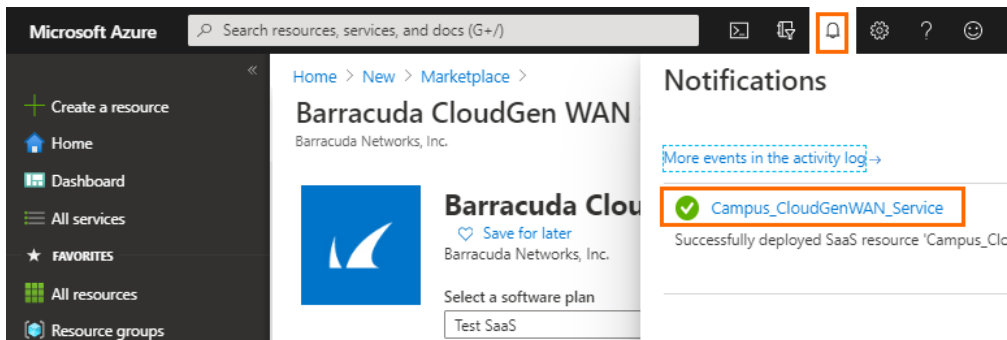 Microsoft Azure
Search resources, services, and docs (G+/)
Create a resource
Home
Dashboard
All services
FAVORITES
All resources
Resource groups
Home > New > Marketplace >
Barracuda CloudGen WAN
Barracuda Networks, Inc.
Barracuda Clou
Save for later
Barracuda Networks, Inc.
Select a software plan
Test SaaS
Notifications
More events in the activity log →
Campus_CloudGenWAN_Service
Successfully deployed SaaS resource 'Campus_Clo